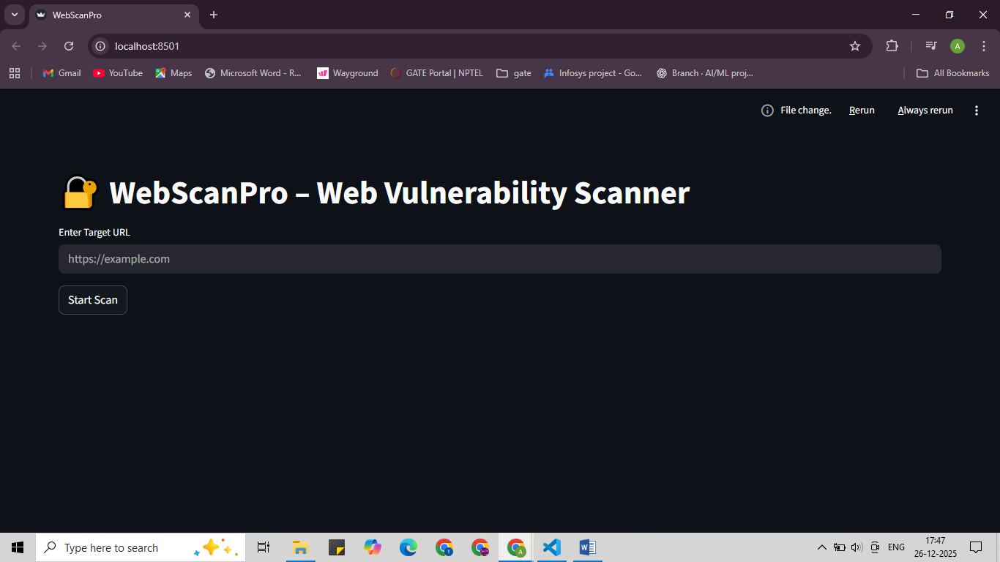 WebScanPro
localhost:8501
A
Gmail YouTube Maps Microsoft Word - R... Wayground GATE Portal | NPTEL gate Infosys project - Go... Branch · AI/ML proj... All Bookmarks
File change. Rerun Always rerun
WebScanPro – Web Vulnerability Scanner
Enter Target URL
https://example.com
Start Scan
Type here to search
ENG
17:47
26-12-2025